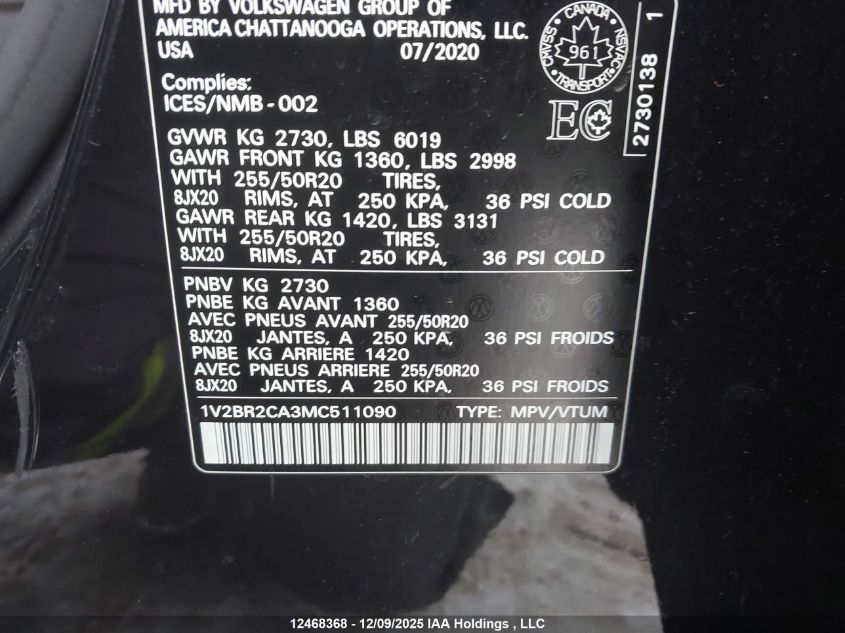 MFD BY VOLKSWAGEN GROUP OF
AMERICA CHATTANOOGA OPERATIONS, LLC.
USA 07/2020
Complies:
ICES/NMB-002
CANADA
CMVSS NSVAC
961
TRANSPORT
EC
2730138 1
GVWR KG 2730, LBS 6019
GAWR FRONT KG 1360, LBS 2998
WITH 255/50R20 TIRES,
8JX20 RIMS, AT 250 KPA, 36 PSI COLD
GAWR REAR KG 1420, LBS 3131
WITH 255/50R20 TIRES,
8JX20 RIMS, AT 250 KPA, 36 PSI COLD
PNBV KG 2730
PNBE KG AVANT 1360
AVEC PNEUS AVANT 255/50R20
8JX20 JANTES, A 250 KPA, 36 PSI FROIDS
PNBE KG ARRIERE 1420
AVEC PNEUS ARRIERE 255/50R20
8JX20 JANTES, A 250 KPA, 36 PSI FROIDS
1V2BR2CA3MC511090 TYPE: MPV/VTUM
12468368 - 12/09/2025 IAA Holdings , LLC